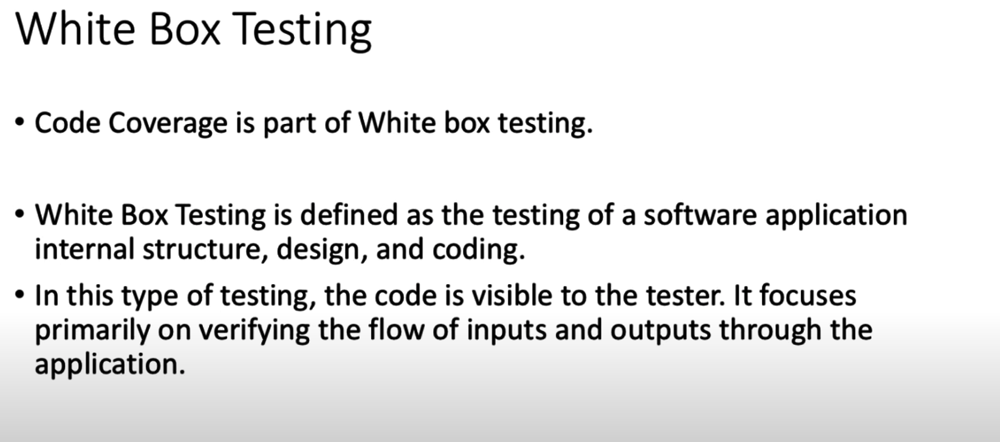 White Box Testing
• Code Coverage is part of White box testing.
• White Box Testing is defined as the testing of a software application
internal structure, design, and coding.
• In this type of testing, the code is visible to the tester. It focuses
primarily on verifying the flow of inputs and outputs through the
application.